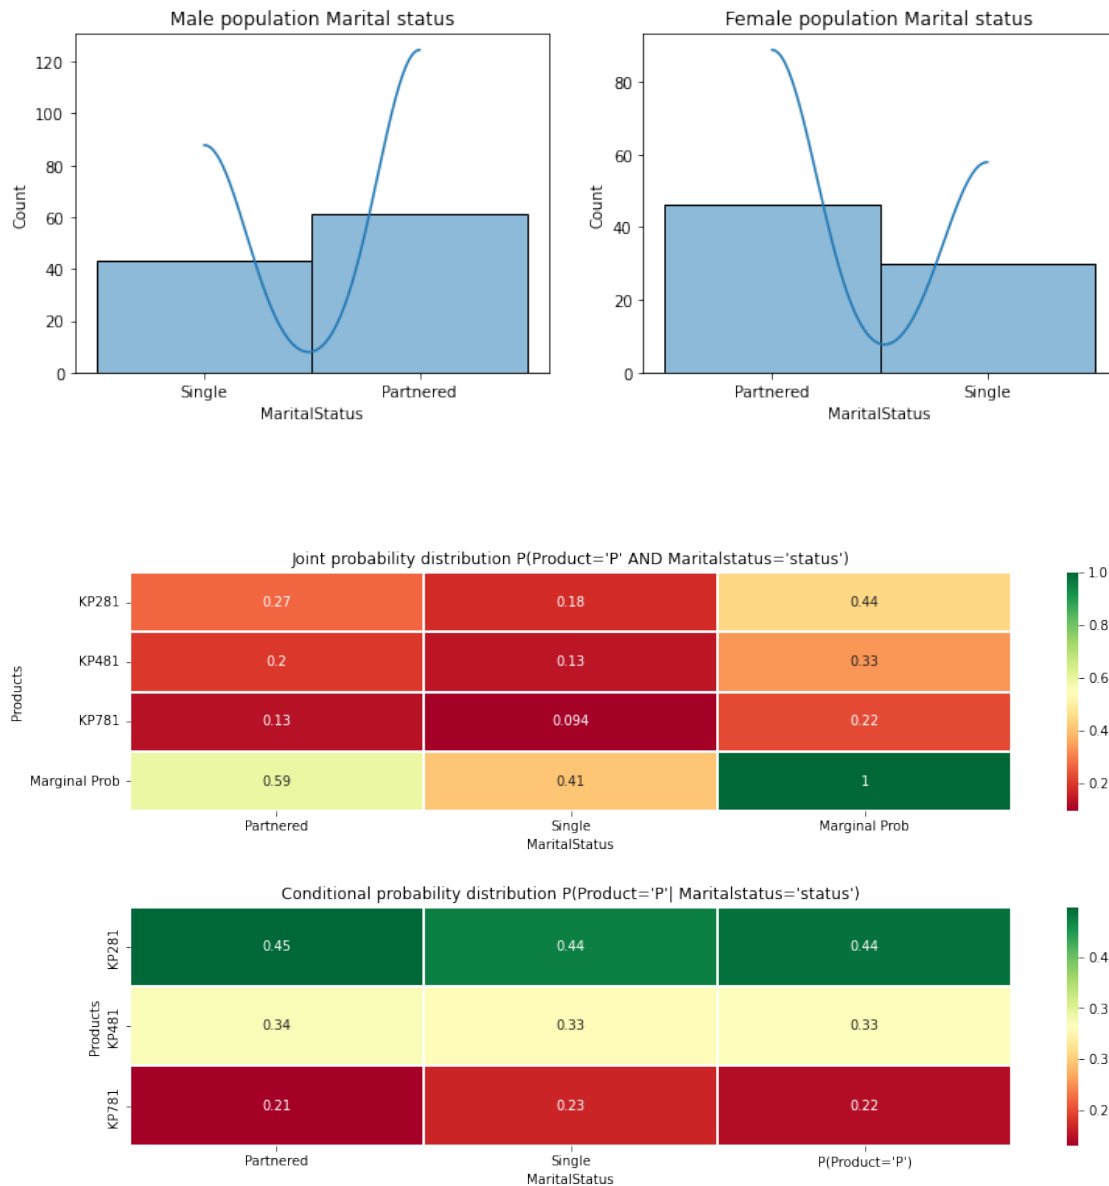 Male population Marital status
120
100
80
60
40
20
0
Count
Single Partnered
MaritalStatus
Female population Marital status
80
60
40
20
0
Count
Partnered Single
MaritalStatus
Joint probability distribution P(Product='P' AND Maritalstatus='status')
Products
KP281 0.27 0.18 0.44
KP481 0.2 0.13 0.33
KP781 0.13 0.094 0.22
Marginal Prob 0.59 0.41 1
Partnered Single Marginal Prob
MaritalStatus
1.0
0.8
0.6
0.4
0.2
Conditional probability distribution P(Product='P'| Maritalstatus='status')
Products
KP281 0.45 0.44 0.44
KP481 0.34 0.33 0.33
KP781 0.21 0.23 0.22
Partnered Single P(Product='P')
MaritalStatus
0.4
0.3
0.3
0.2